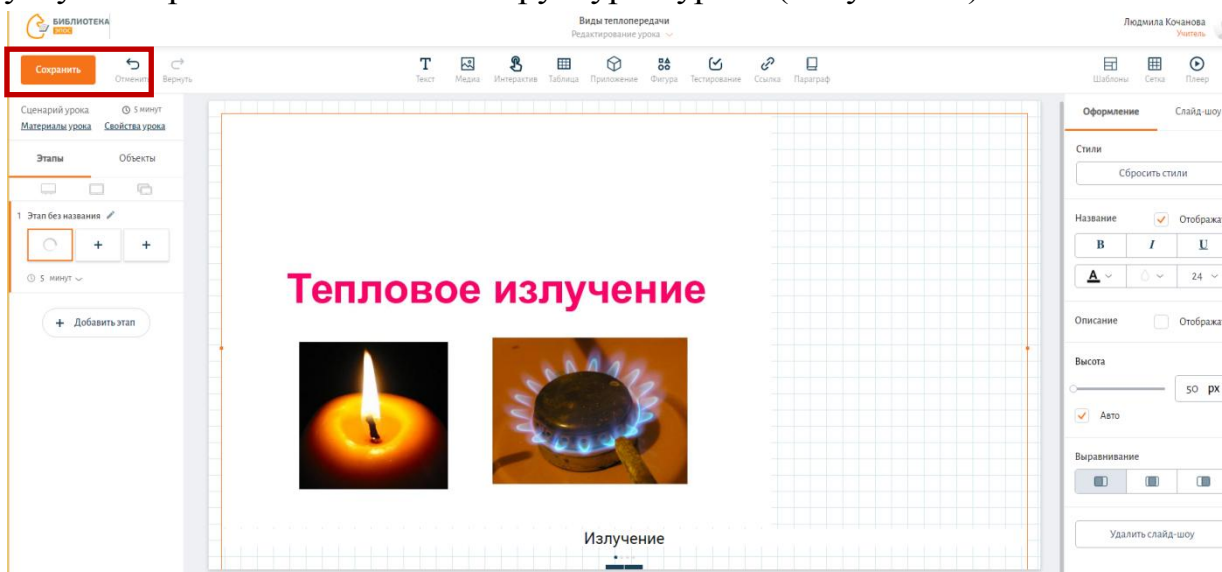 БИБЛИОТЕКА
ЭПОС
Виды теплопередачи
Редактирование урока
Людмила Кочанова
Учитель
Сохранить
Отменить
Вернуть
Текст
Медиа
Интерактив
Таблица
Приложение
Фигура
Тестирование
Ссылка
Параграф
Шаблоны
Сетка
Плеер
Сценарий урока
5 минут
Материалы урока
Свойства урока
Этапы
Объекты
1 Этап без названия
+
+
5 минут
+ Добавить этап
Тепловое излучение
Излучение
Оформление
Слайд-шоу
Стили
Сбросить стили
Название
Отобража
B
I
U
A
24
Описание
Отобража
Высота
50 px
Авто
Выравнивание
Удалить слайд-шоу